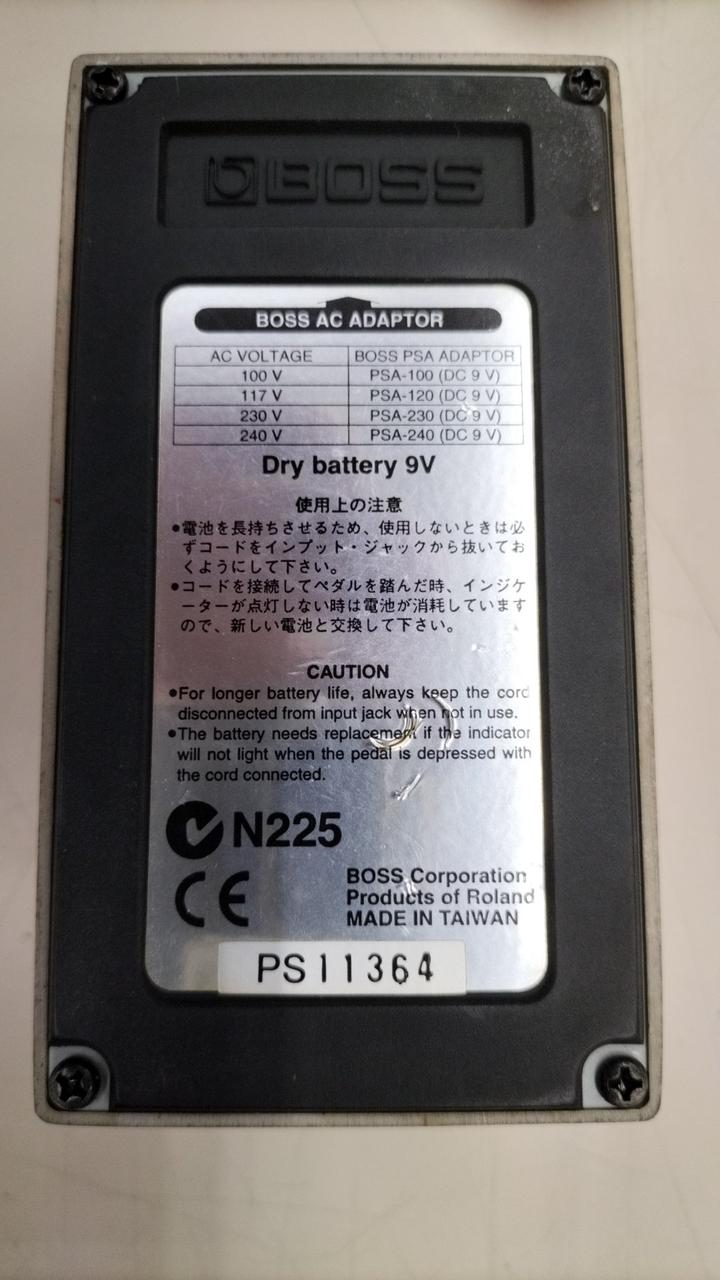 BOSS
BOSS AC ADAPTOR
AC VOLTAGE BOSS PSA ADAPTOR
100 V PSA-100 (DC 9 V)
117 V PSA-120 (DC 9 V)
230 V PSA-230 (DC 9 V)
240 V PSA-240 (DC 9 V)
Dry battery 9V
使用上の注意
●電池を長持ちさせるため、使用しないときは必
ずコードをインプット・ジャックから抜いてお
くようにして下さい。
●コードを接続してペダルを踏んだ時、インジケ
ーターが点灯しない時は電池が消耗しています
ので、新しい電池と交換して下さい。
CAUTION
●For longer battery life, always keep the cord
disconnected from input jack when not in use.
●The battery needs replacement if the indicator
will not light when the pedal is depressed with
the cord connected.
N225
CE
BOSS Corporation
Products of Roland
MADE IN TAIWAN
PS11364